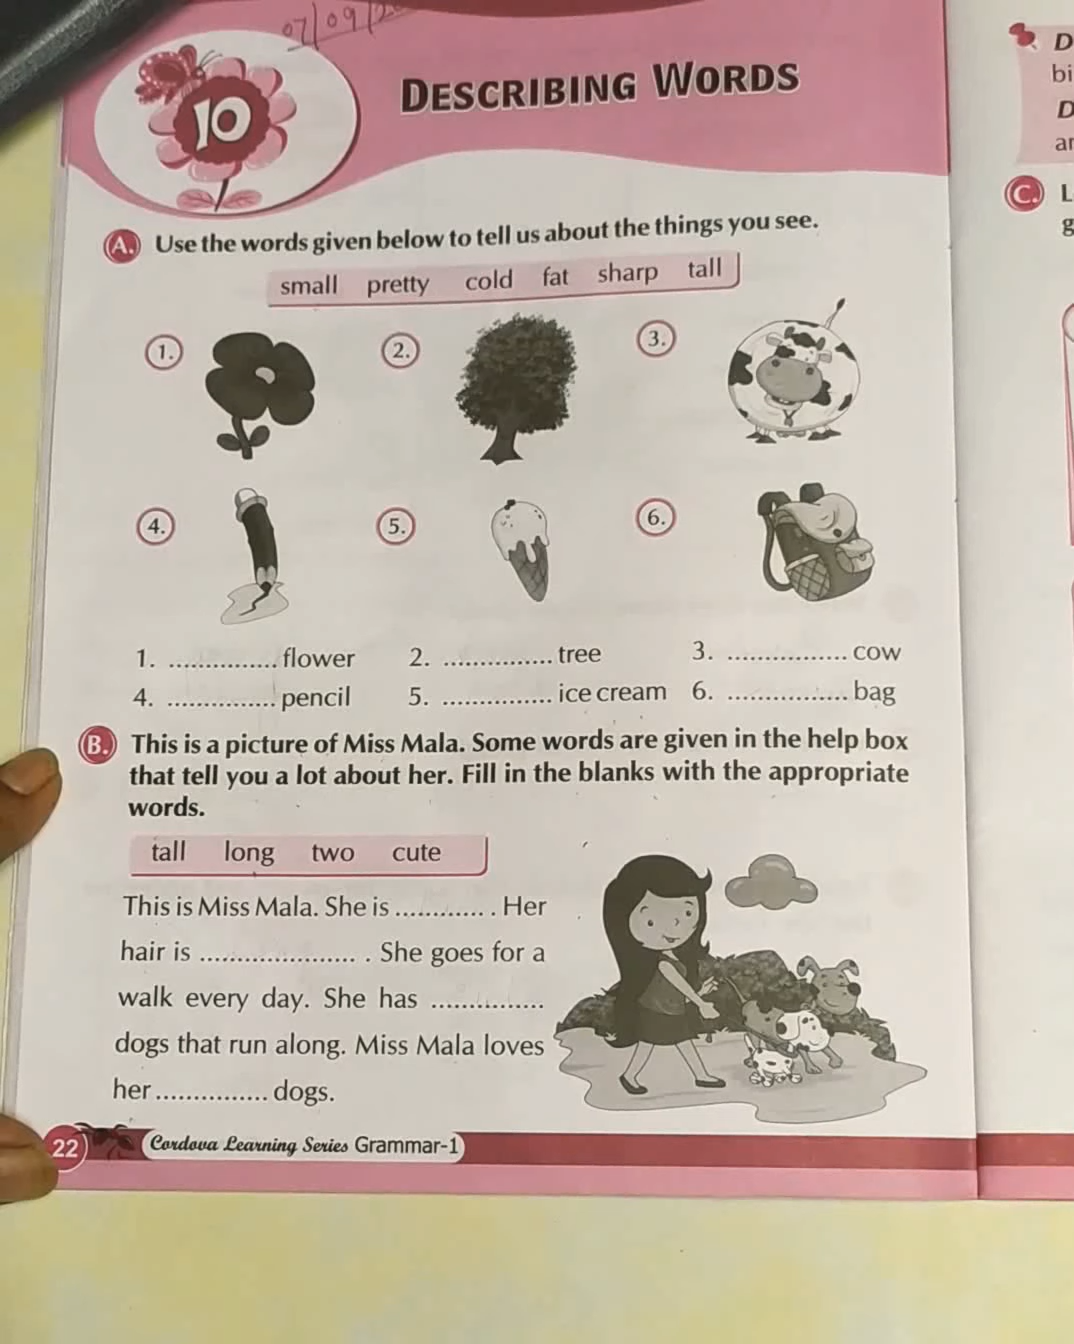 07/09/2
10
DESCRIBING WORDS
A. Use the words given below to tell us about the things you see.
small pretty cold fat sharp tall
1. 2. 3.
4. 5. 6.
1. ............... flower 2. ............... tree 3. ................ cow
4. ............... pencil 5. ............... ice cream 6. ................ bag
B. This is a picture of Miss Mala. Some words are given in the help box
that tell you a lot about her. Fill in the blanks with the appropriate
words.
tall long two cute
This is Miss Mala. She is ............. . Her
hair is ...................... . She goes for a
walk every day. She has ................
dogs that run along. Miss Mala loves
her ................ dogs.
22 Cordova Learning Series Grammar-1
D
bi
D
ar
C. L
g